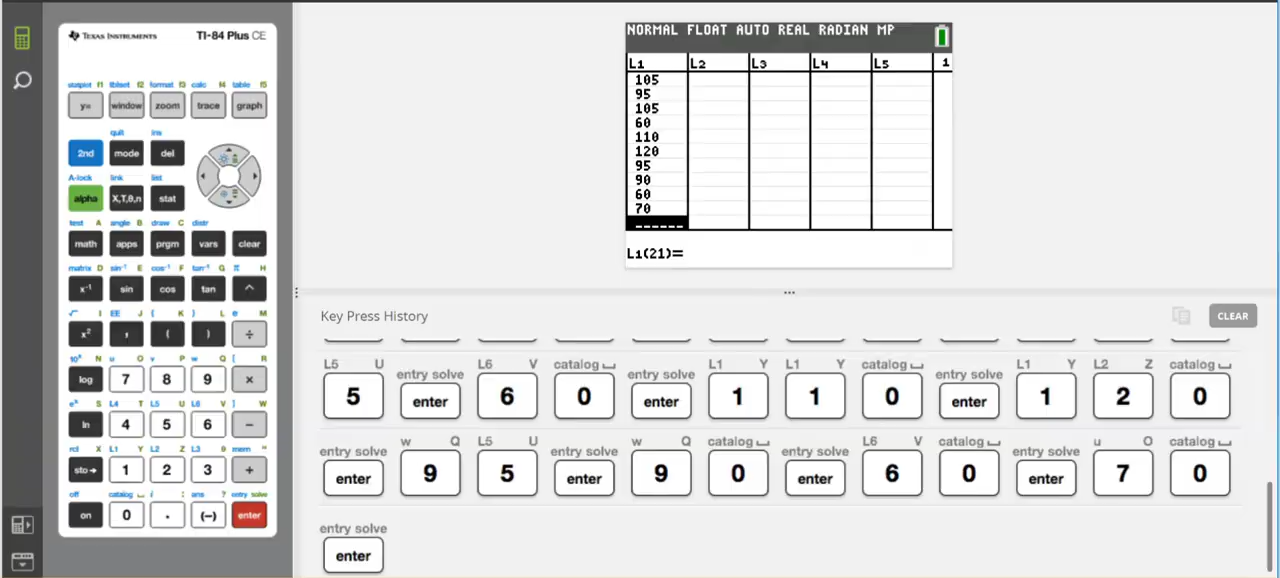 TEXAS INSTRUMENTS TI-84 Plus CE
statplot f1 tblset f2 format f3 calc f4 table f5
y= window zoom trace graph
quit ins
2nd mode del
A-lock link list
alpha X,T,θ,n stat
test A angle B draw C distr
math apps prgm vars clear
matrix D sin⁻¹ E cos⁻¹ F tan⁻¹ G π H
x⁻¹ sin cos tan ^
√ I EE J { K } L e M
x² , ( ) ÷
10ˣ N u O v P w Q [ R
log 7 8 9 ×
eˣ S L4 T L5 U L6 V ] W
ln 4 5 6 −
rcl X L1 Y L2 Z L3 θ mem "
sto→ 1 2 3 +
off catalog i : ans ? entry solve
on 0 . (−) enter
NORMAL FLOAT AUTO REAL RADIAN MP
L1 L2 L3 L4 L5 1
105
95
105
60
110
120
95
90
60
70
------
L1(21)=
Key Press History
CLEAR
L5 U entry solve L6 V catalog entry solve L1 Y L1 Y catalog entry solve L1 Y L2 Z catalog
5 enter 6 0 enter 1 1 0 enter 1 2 0
entry solve w Q L5 U entry solve w Q catalog entry solve L6 V catalog entry solve u O catalog
enter 9 5 enter 9 0 enter 6 0 enter 7 0
entry solve
enter